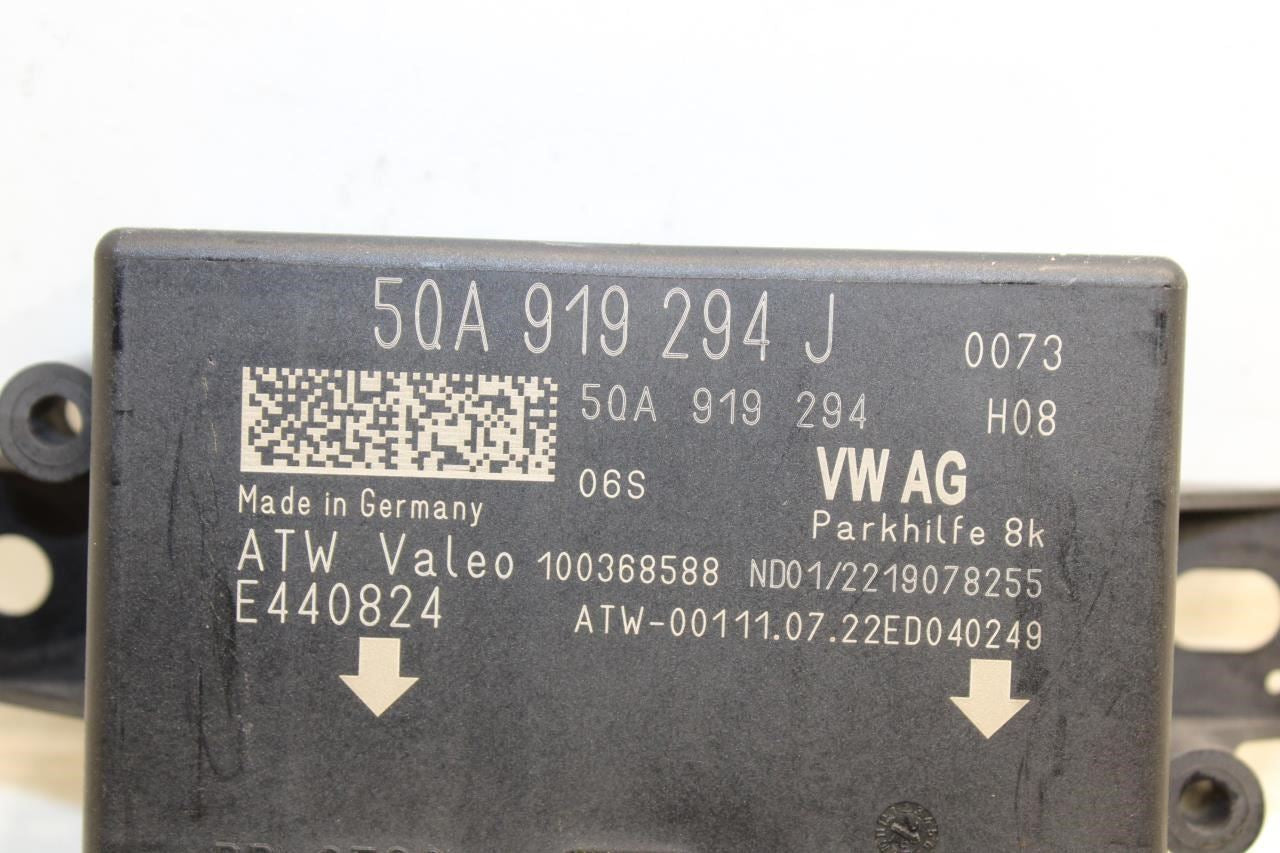 5QA 919 294 J 0073
5QA 919 294 H08
06S VW AG
Made in Germany Parkhilfe 8k
ATW Valeo 100368588 ND01/2219078255
E440824 ATW-00111.07.22ED040249